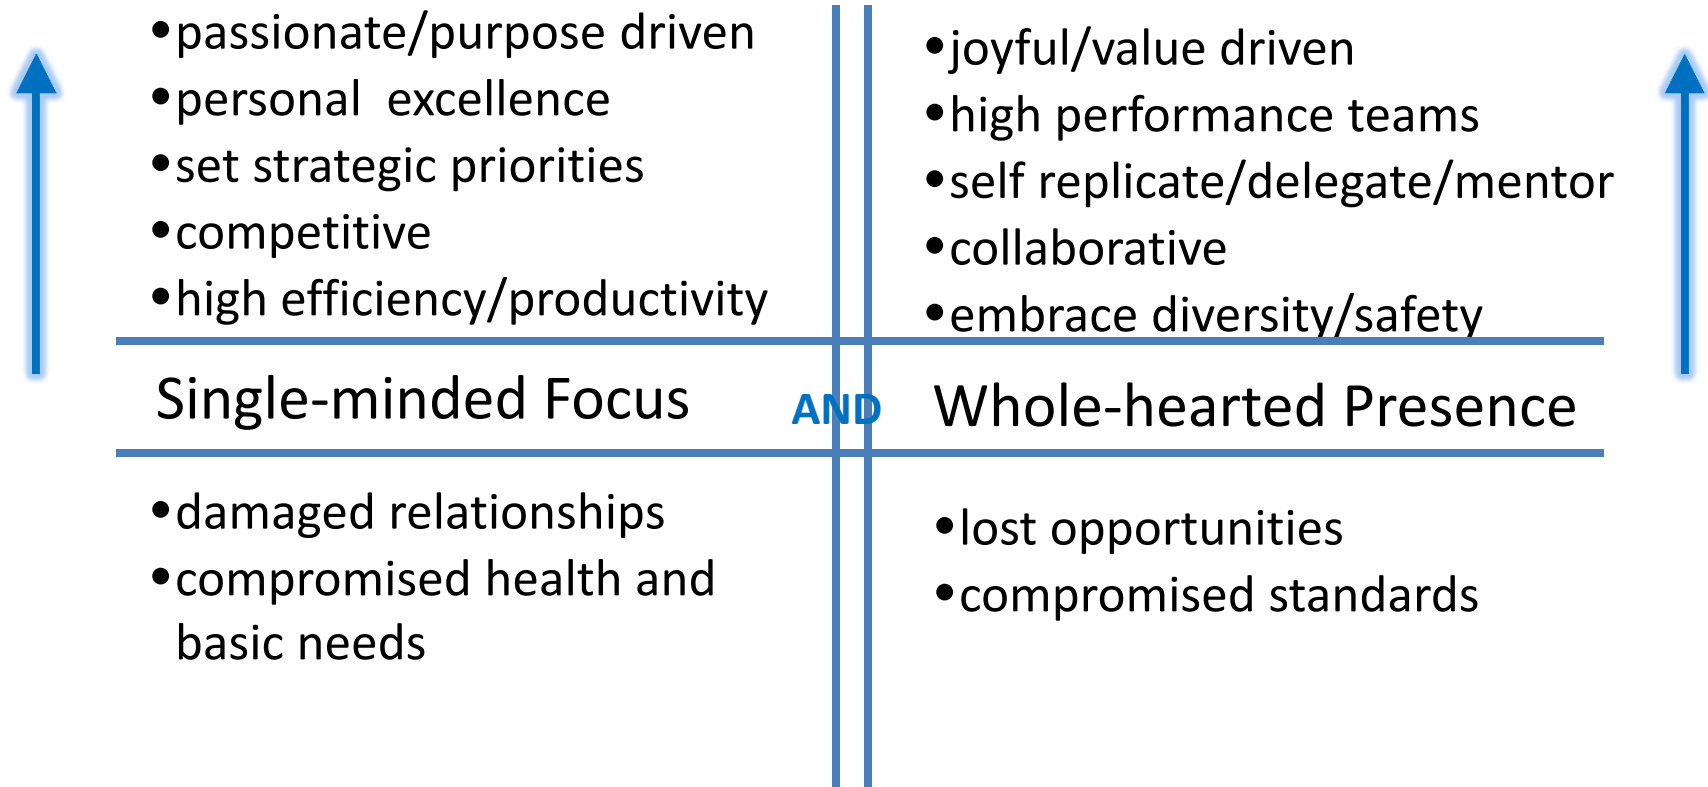 •passionate/purpose driven
•personal  excellence
•set strategic priorities
•competitive
•high efficiency/productivity
•joyful/value driven
•high performance teams
•self replicate/delegate/mentor
•collaborative
•embrace diversity/safety
Single-minded Focus
AND
Whole-hearted Presence
•damaged relationships
•compromised health and
basic needs
•lost opportunities
•compromised standards